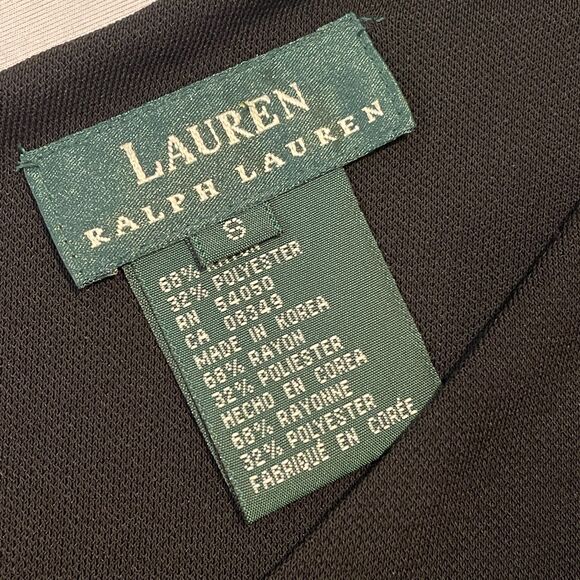 LAUREN
RALPH LAUREN
S
68% RAYON
32% POLYESTER
RN 54050
CA 08349
MADE IN KOREA
68% RAYON
32% POLIESTER
HECHO EN COREA
68% RAYONNE
32% POLYESTER
FABRIQUÉ EN CORÉE